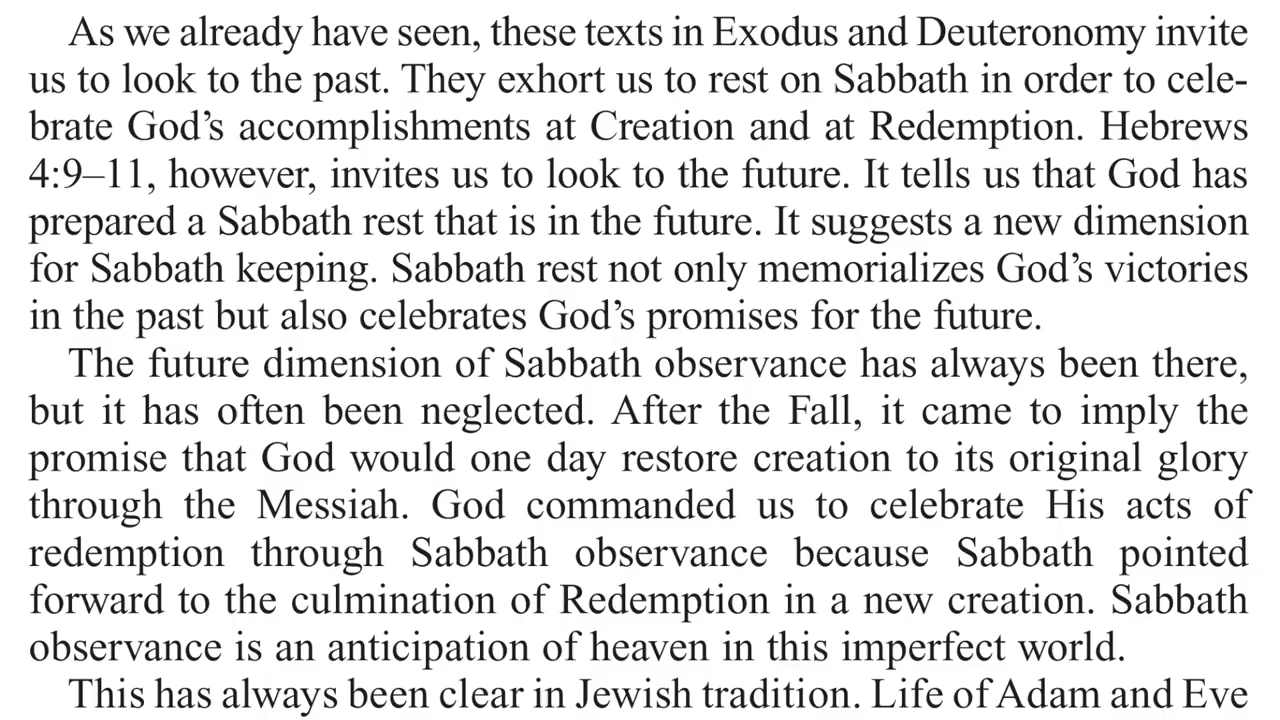 As we already have seen, these texts in Exodus and Deuteronomy invite
us to look to the past. They exhort us to rest on Sabbath in order to cele-
brate God’s accomplishments at Creation and at Redemption. Hebrews
4:9–11, however, invites us to look to the future. It tells us that God has
prepared a Sabbath rest that is in the future. It suggests a new dimension
for Sabbath keeping. Sabbath rest not only memorializes God’s victories
in the past but also celebrates God’s promises for the future.
The future dimension of Sabbath observance has always been there,
but it has often been neglected. After the Fall, it came to imply the
promise that God would one day restore creation to its original glory
through the Messiah. God commanded us to celebrate His acts of
redemption through Sabbath observance because Sabbath pointed
forward to the culmination of Redemption in a new creation. Sabbath
observance is an anticipation of heaven in this imperfect world.
This has always been clear in Jewish tradition. Life of Adam and Eve